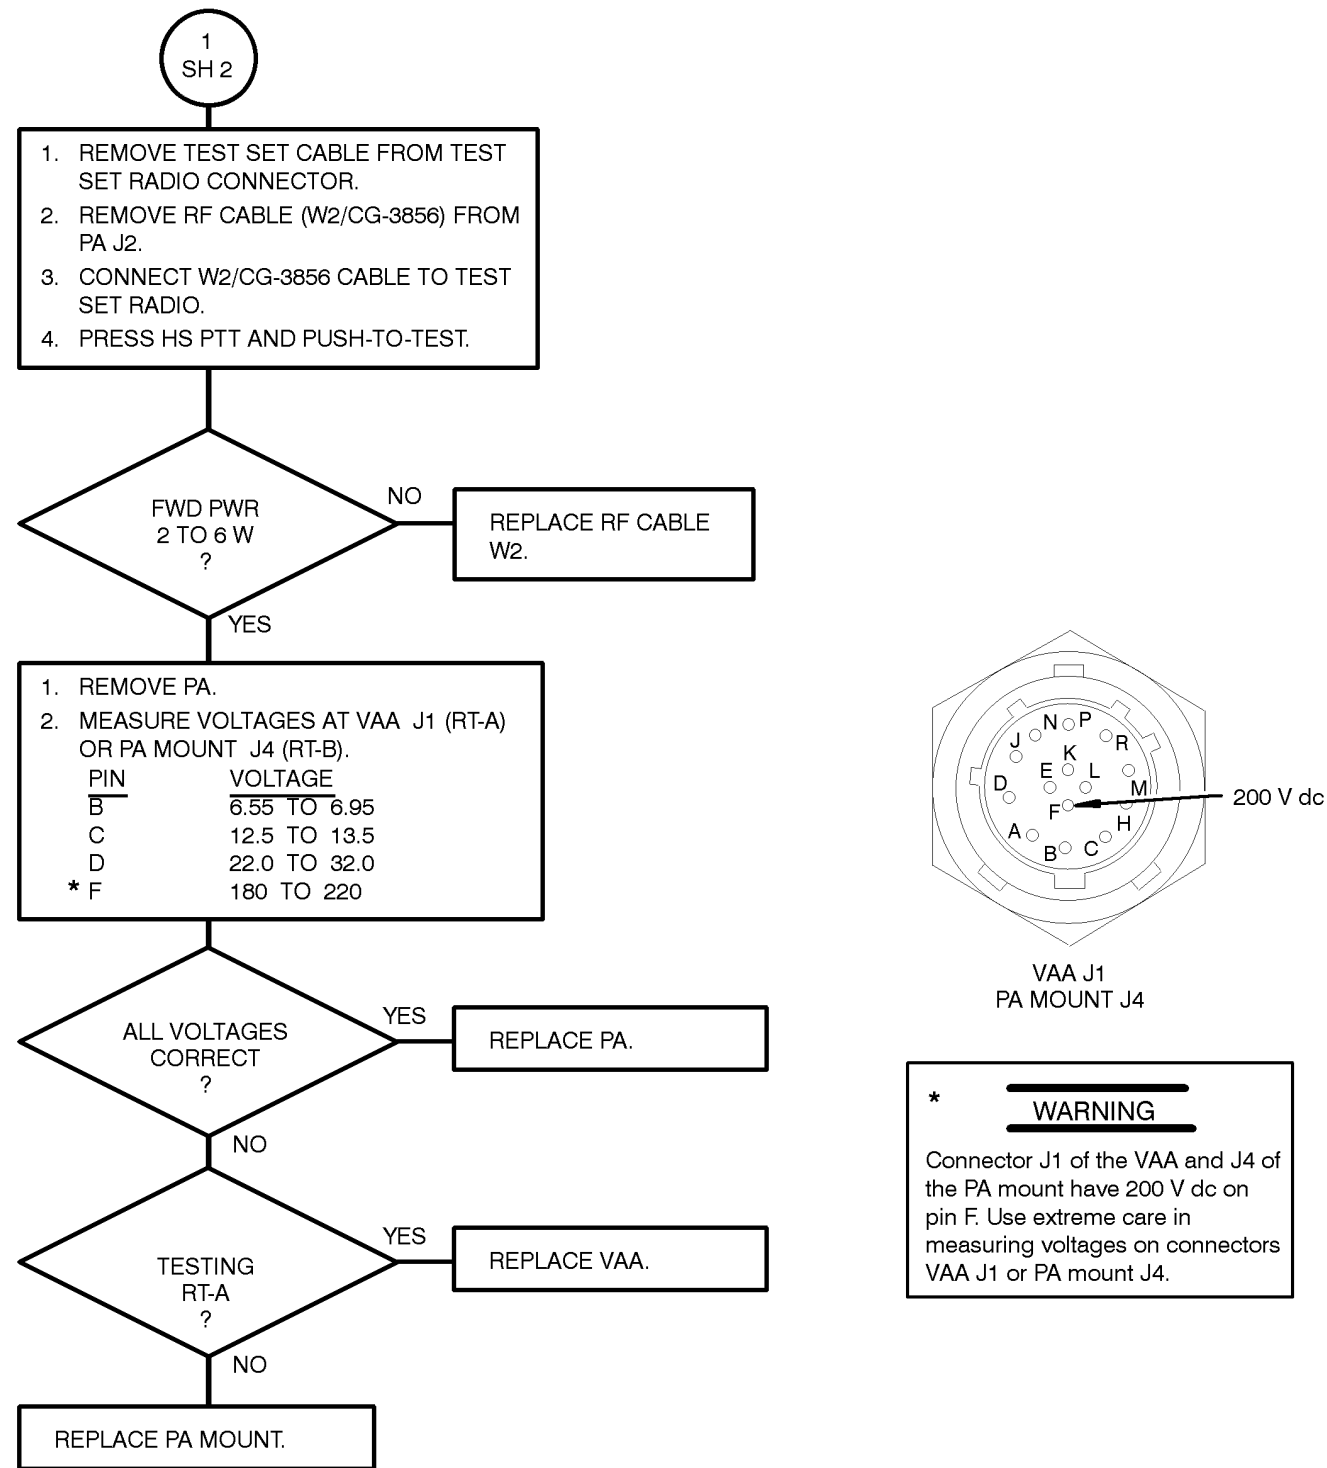 1
SH 2
1. REMOVE TEST SET CABLE FROM TEST
SET RADIO CONNECTOR.
2. REMOVE RF CABLE (W2/CG-3856) FROM
PA J2.
3. CONNECT W2/CG-3856 CABLE TO TEST
SET RADIO.
4. PRESS HS PTT AND PUSH-TO-TEST.
FWD PWR
2 TO 6 W
?
NO
REPLACE RF CABLE
W2.
YES
1. REMOVE PA.
2. MEASURE VOLTAGES AT VAA J1 (RT-A)
OR PA MOUNT J4 (RT-B).
PIN VOLTAGE
B 6.55 TO 6.95
C 12.5 TO 13.5
D 22.0 TO 32.0
* F 180 TO 220
ALL VOLTAGES
CORRECT
?
YES
REPLACE PA.
NO
TESTING
RT-A
?
YES
REPLACE VAA.
NO
REPLACE PA MOUNT.
N P
J R
K
E L
D M
F
200 V dc
A H
B C
VAA J1
PA MOUNT J4
* WARNING
Connector J1 of the VAA and J4 of
the PA mount have 200 V dc on
pin F. Use extreme care in
measuring voltages on connectors
VAA J1 or PA mount J4.